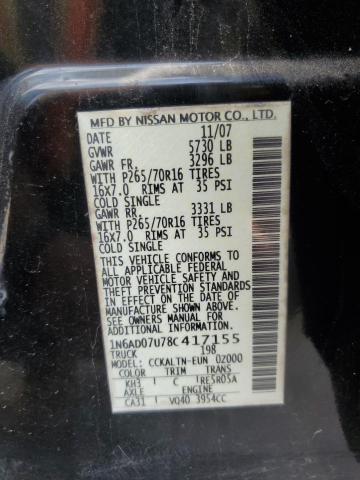 MFD BY NISSAN MOTOR CO., LTD.
DATE 11/07
GVWR 5730 LB
GAWR FR. 3296 LB
WITH P265/70R16 TIRES
16X7.0 RIMS AT 35 PSI
COLD SINGLE
GAWR RR. 3331 LB
WITH P265/70R16 TIRES
16X7.0 RIMS AT 35 PSI
COLD SINGLE
THIS VEHICLE CONFORMS TO
ALL APPLICABLE FEDERAL
MOTOR VEHICLE SAFETY AND
THEFT PREVENTION STANDARDS
IN EFFECT ON THE DATE OF
MANUFACTURE SHOWN ABOVE.
SEE OWNERS MANUAL FOR
MORE INFORMATION.
1N6AD07U78C417155
TRUCK 198
MODEL: CCKALTN-EUN 0Z000
COLOR TRIM TRANS
KH3 C RE5R05A
AXLE ENGINE
CA31 VQ40 3954CC